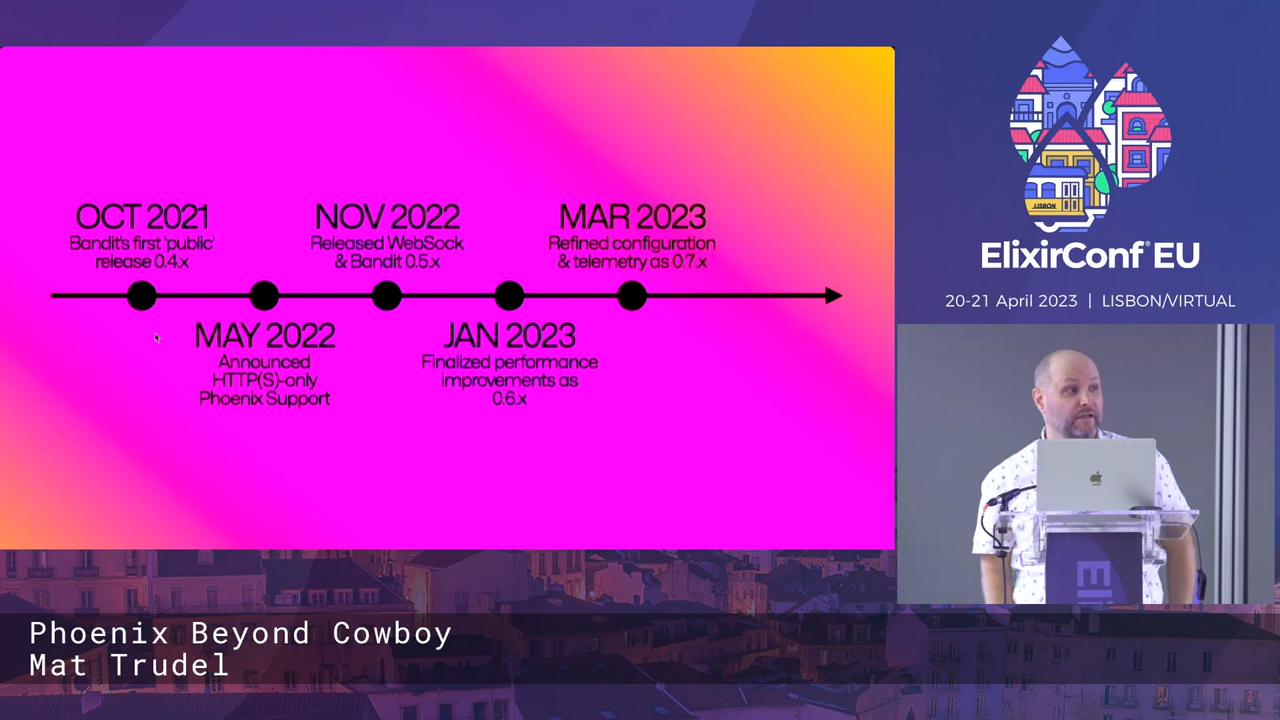 OCT 2021
Bandit's first 'public'
release 0.4.x
NOV 2022
Released WebSock
& Bandit 0.5.x
MAR 2023
Refined configuration
& telemetry as 0.7.x
MAY 2022
Announced
HTTP(S)-only
Phoenix Support
JAN 2023
Finalized performance
improvements as
0.6.x
LISBON
ElixirConf® EU
20-21 April 2023 | LISBON/VIRTUAL
Phoenix Beyond Cowboy
Mat Trudel